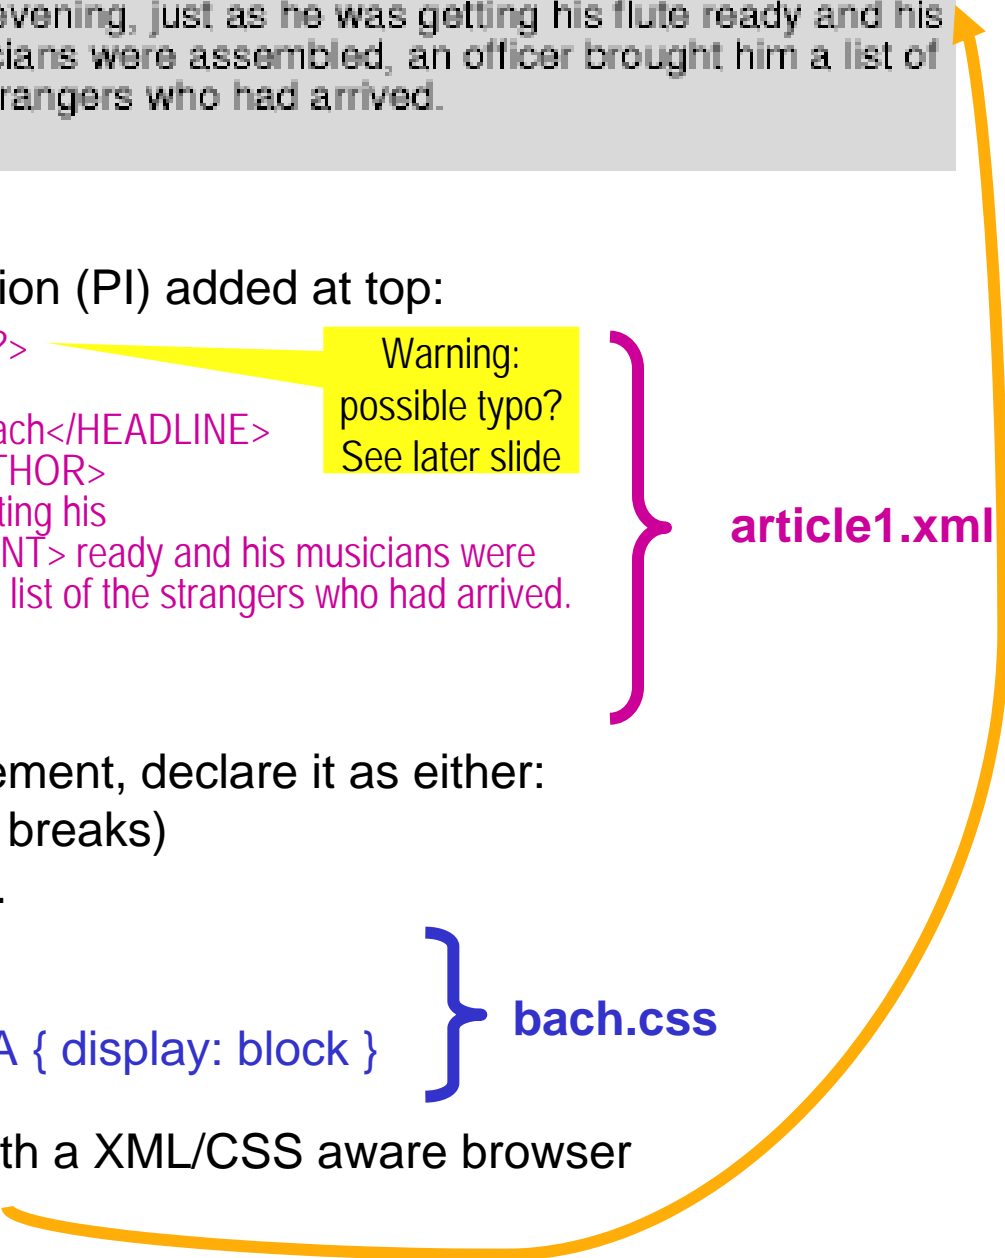 evening, just as he was getting his flute ready and his
cians were assembled, an officer brought him a list of
trangers who had arrived.
ion (PI) added at top:
?>
Warning:
possible typo?
See later slide
ach</HEADLINE>
THOR>
ting his
NT> ready and his musicians were
list of the strangers who had arrived.
article1.xml
ement, declare it as either:
breaks)
.
A { display: block }
bach.css
th a XML/CSS aware browser